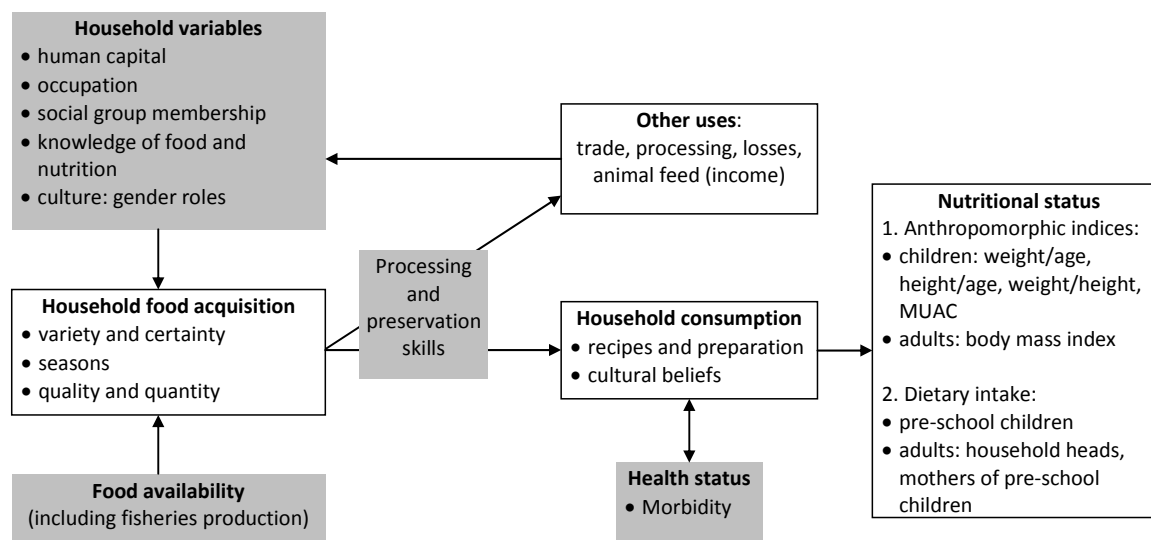 Household variables
• human capital
• occupation
• social group membership
• knowledge of food and
nutrition
• culture: gender roles
Other uses:
trade, processing, losses,
animal feed (income)
Processing
and
preservation
skills
Household food acquisition
• variety and certainty
• seasons
• quality and quantity
Household consumption
• recipes and preparation
• cultural beliefs
Nutritional status
1. Anthropomorphic indices:
• children: weight/age,
height/age, weight/height,
MUAC
• adults: body mass index
2. Dietary intake:
• pre-school children
• adults: household heads,
mothers of pre-school
children
Food availability
(including fisheries production)
Health status
• Morbidity